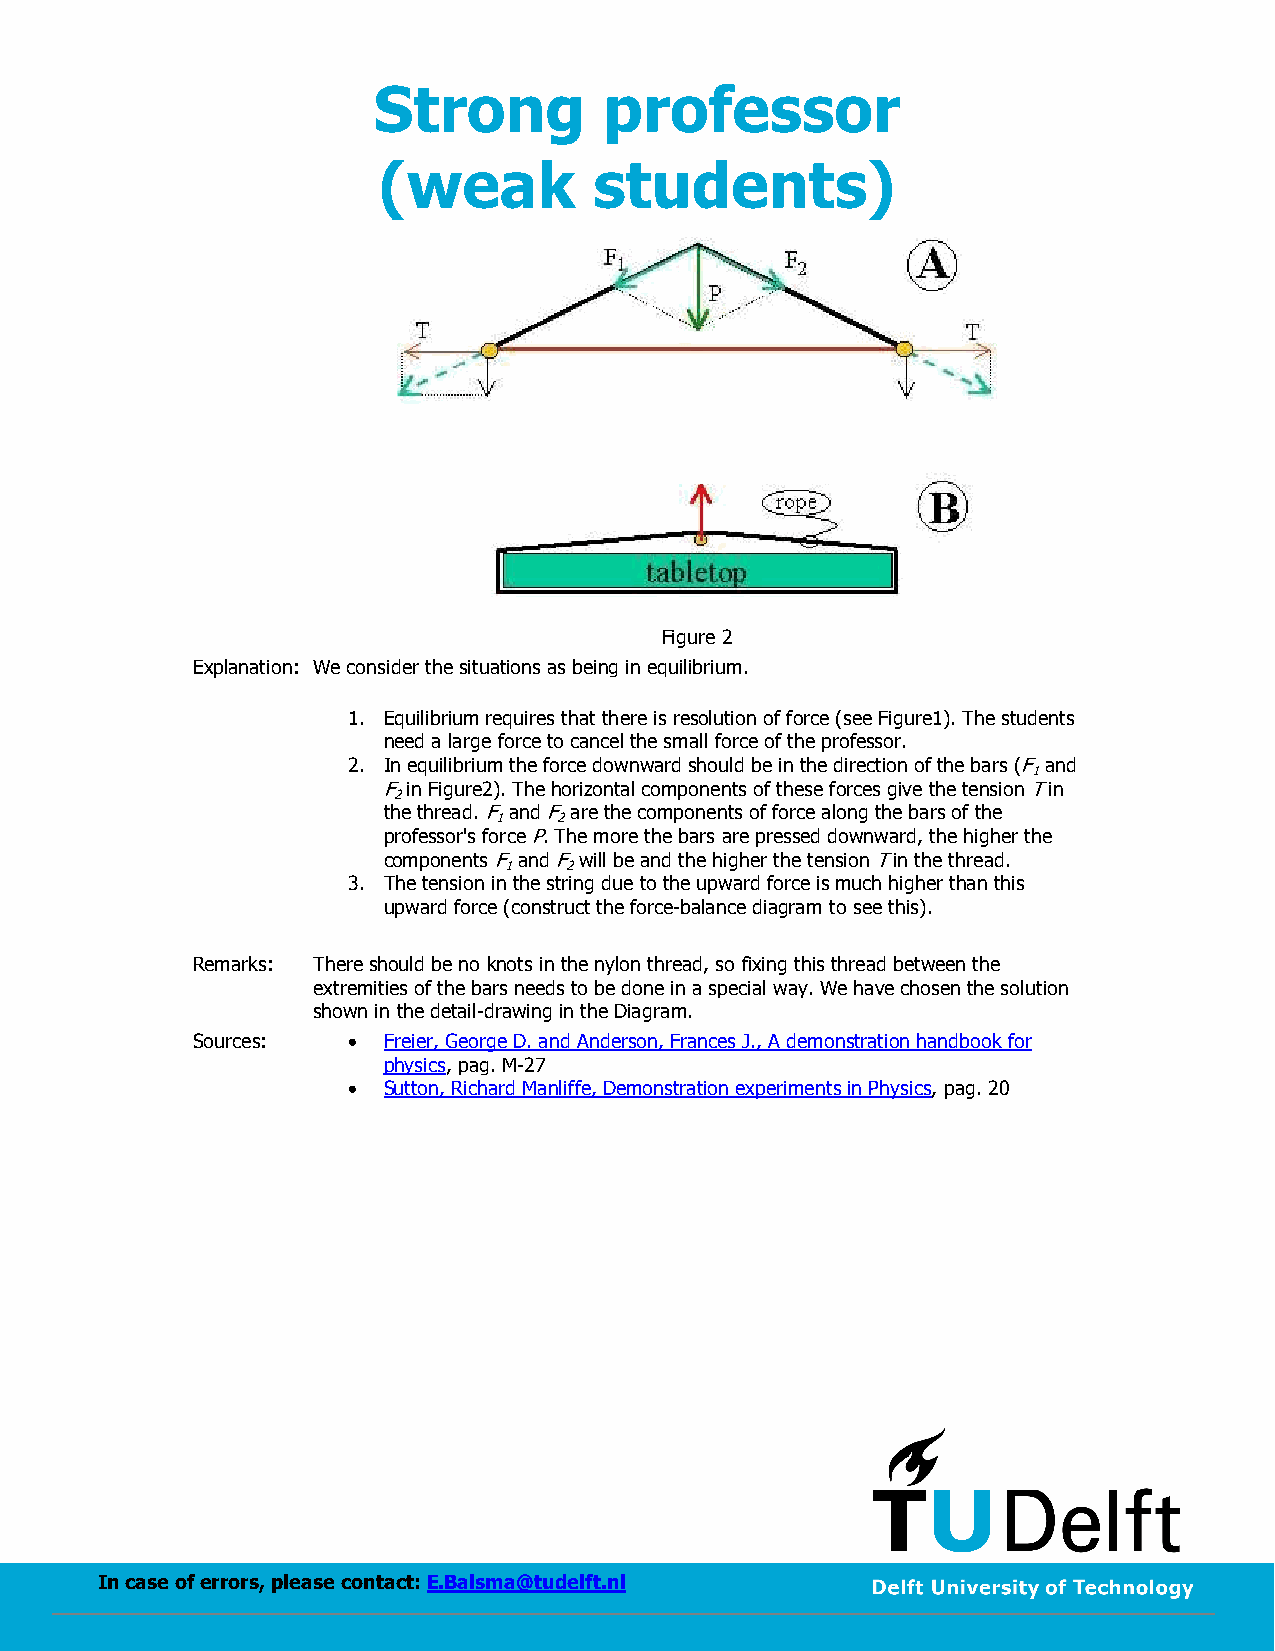 Strong professor
(weak students)
F1
F2
A
P
T
T
rope
B
tabletop
Figure 2
Explanation: We consider the situations as being in equilibrium.
1. Equilibrium requires that there is resolution of force (see Figure1). The students
need a large force to cancel the small force of the professor.
2. In equilibrium the force downward should be in the direction of the bars (F1 and
F2 in Figure2). The horizontal components of these forces give the tension T in
the thread. F1 and F2 are the components of force along the bars of the
professor's force P. The more the bars are pressed downward, the higher the
components F1 and F2 will be and the higher the tension T in the thread.
3. The tension in the string due to the upward force is much higher than this
upward force (construct the force-balance diagram to see this).
Remarks: There should be no knots in the nylon thread, so fixing this thread between the
extremities of the bars needs to be done in a special way. We have chosen the solution
shown in the detail-drawing in the Diagram.
Sources: • Freier, George D. and Anderson, Frances J., A demonstration handbook for
physics, pag. M-27
• Sutton, Richard Manliffe, Demonstration experiments in Physics, pag. 20
TUDelft
In case of errors, please contact: E.Balsma@tudelft.nl
Delft University of Technology